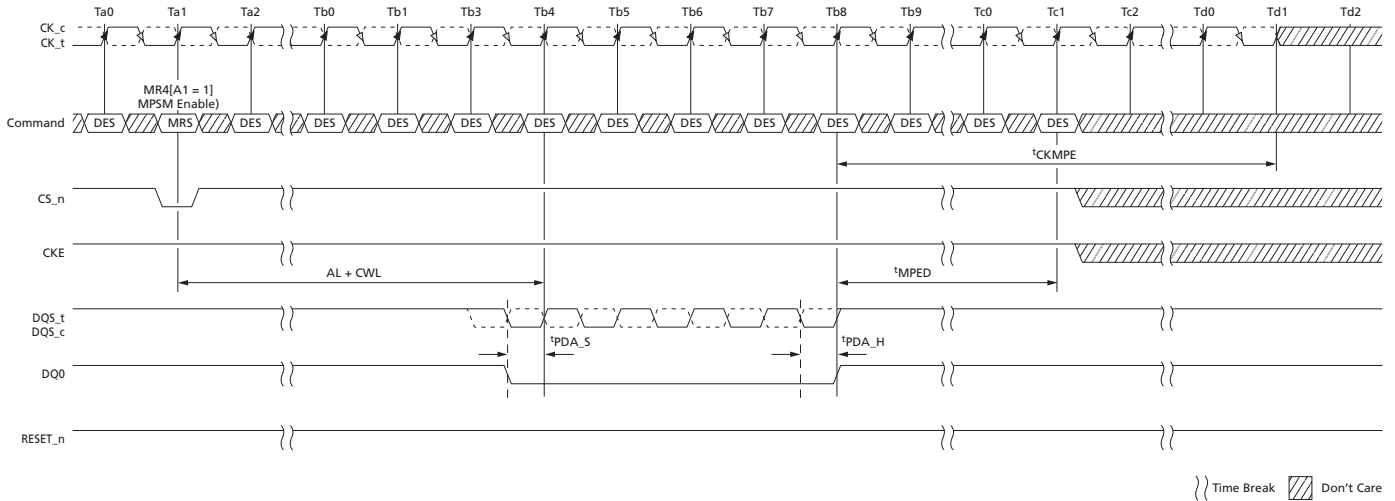 Ta0 Ta1 Ta2 Tb0 Tb1 Tb3 Tb4 Tb5 Tb6 Tb7 Tb8 Tb9 Tc0 Tc1 Tc2 Td0 Td1 Td2
CK_c
CK_t
MR4[A1 = 1]
MPSM Enable)
Command DES MRS DES DES DES DES DES DES DES DES DES DES DES DES
tCKMPE
CS_n
CKE
AL + CWL tMPED
DQS_t
DQS_c
tPDA_S tPDA_H
DQ0
RESET_n
Time Break Don't Care